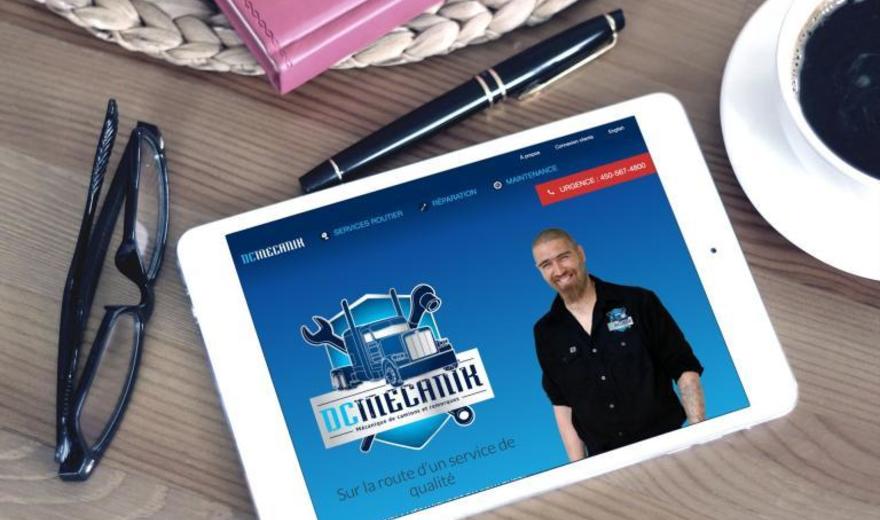 À propos
Connexion clients
English
DCMECANIK
SERVICES ROUTIER
RÉPARATION
MAINTENANCE
URGENCE : 450-567-4800
DCMECANIK
Mécanique de camions et remorques
Sur la route d'un service de
qualité